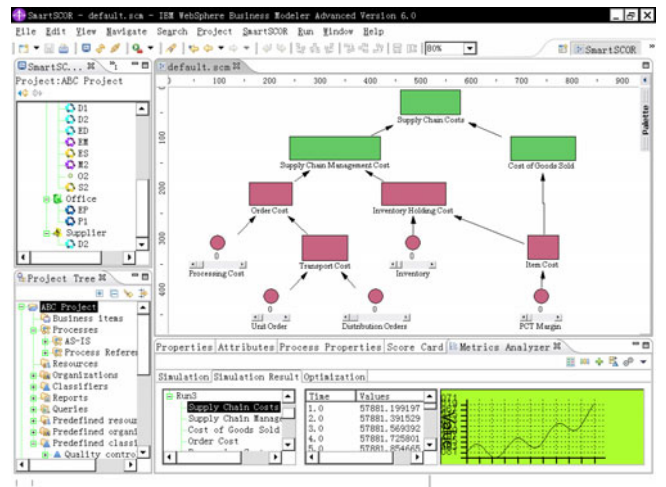 SmartSCOR - default.scm - IBM WebSphere Business Modeler Advanced Version 6.0
File Edit View Navigate Search Project SmartSCOR Run Window Help
80%
SmartSCOR
SmartSC...
Project:ABC Project
D1
D2
ED
EM
ES
M2
O2
S2
Office
EP
P1
Supplier
D2
default.scm
0 100 200 300 400 500 600 700 800 900
0
100
200
300
400
Palette
Supply Chain Costs
Supply Chain Management Cost
Cost of Goods Sold
Order Cost
Inventory Holding Cost
0
Processing Cost
Transport Cost
0
Inventory
Item Cost
0
Unit Order
0
Distribution Orders
0
PCT Margin
Project Tree
ABC Project
Business items
Processes
AS-IS
Process Referen
Resources
Organizations
Classifiers
Reports
Queries
Predefined resour
Predefined organi
Predefined classi
Quality contro
Properties Attributes Process Properties Score Card Metrics Analyzer
Simulation Simulation Result Optimization
Run3
Supply Chain Costs
Supply Chain Manage
Cost of Goods Sold
Order Cost
Time Values
1.0 57881.199197
2.0 57881.391529
3.0 57881.569392
4.0 57881.725801
5.0 57881.854665
Value